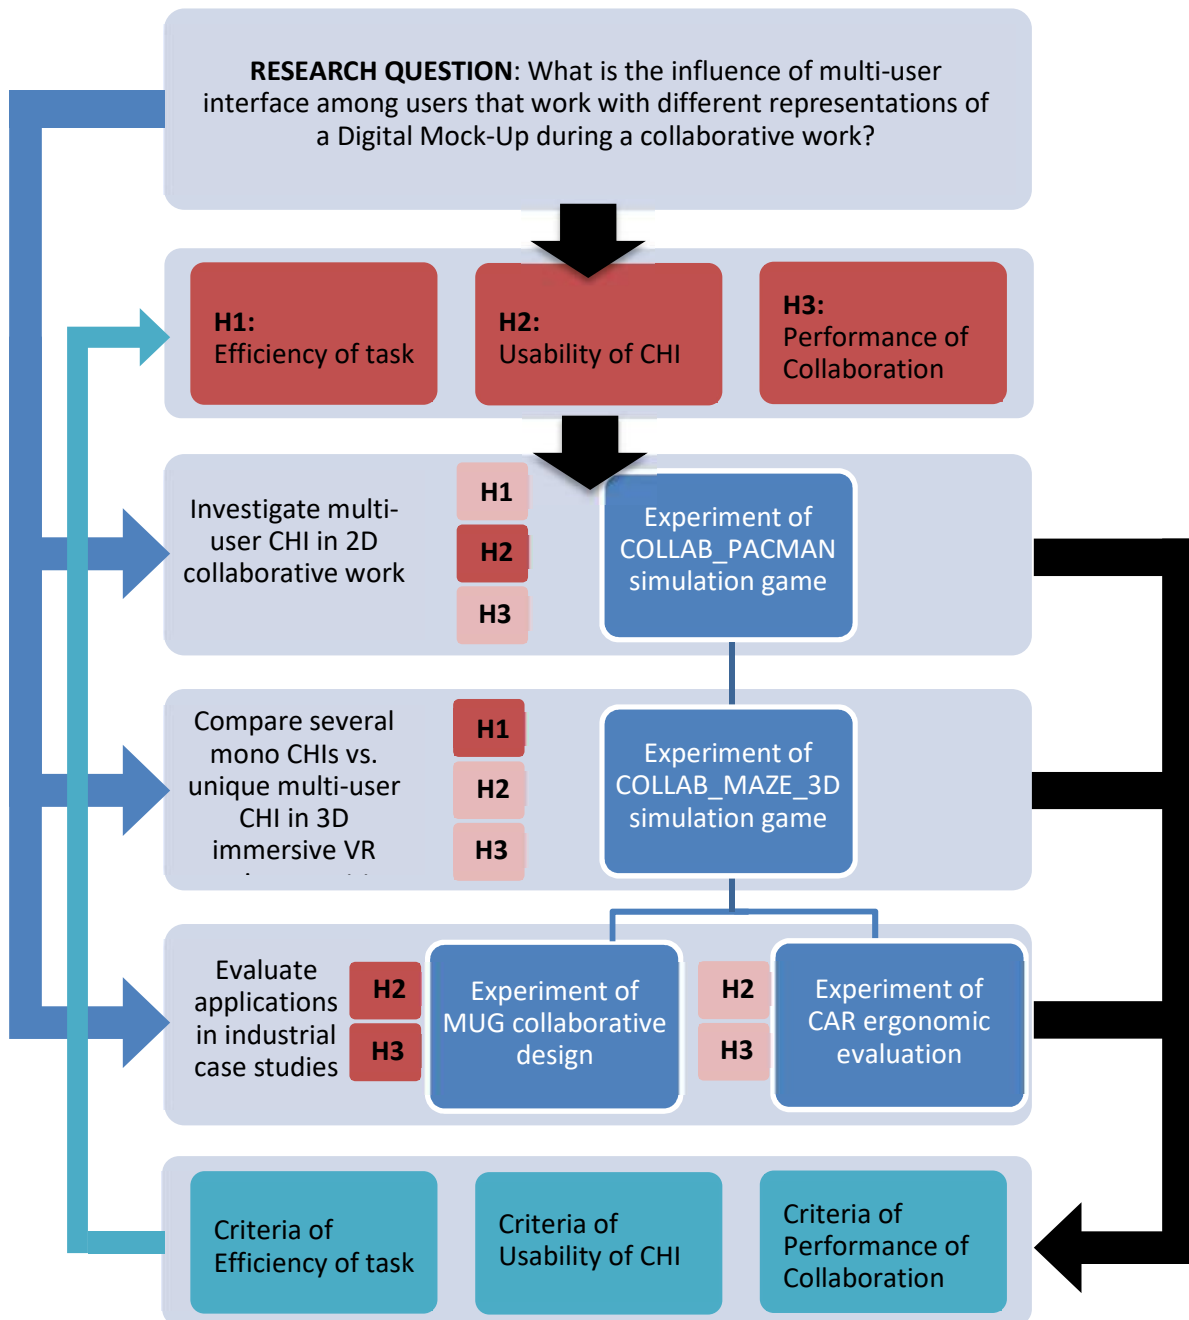 RESEARCH QUESTION: What is the influence of multi-user
interface among users that work with different representations of
a Digital Mock-Up during a collaborative work?
H1:
Efficiency of task
H2:
Usability of CHI
H3:
Performance of
Collaboration
Investigate multi-
user CHI in 2D
collaborative work
H1
H2
H3
Experiment of
COLLAB_PACMAN
simulation game
Compare several
mono CHIs vs.
unique multi-user
CHI in 3D
immersive VR
H1
H2
H3
Experiment of
COLLAB_MAZE_3D
simulation game
Evaluate
applications
in industrial
case studies
H2
H3
Experiment of
MUG collaborative
design
H2
H3
Experiment of
CAR ergonomic
evaluation
Criteria of
Efficiency of task
Criteria of
Usability of CHI
Criteria of
Performance of
Collaboration